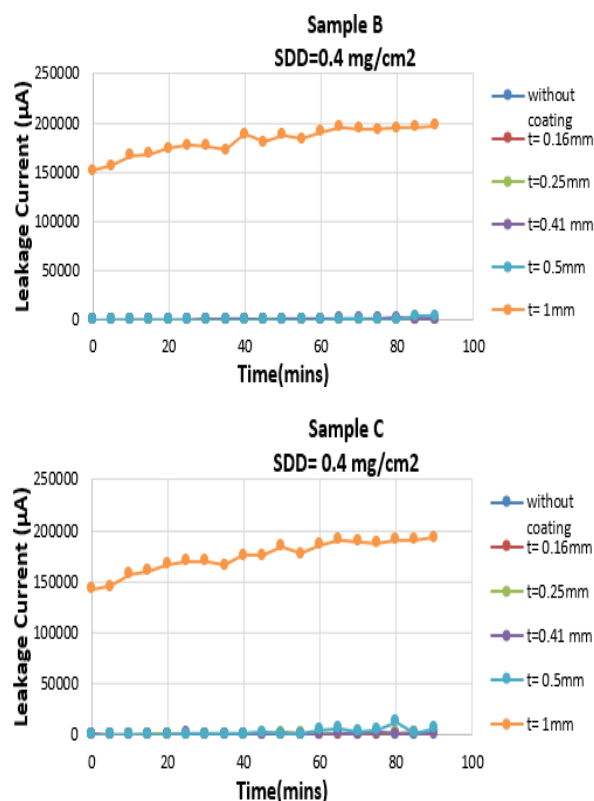 Sample B
SDD=0.4 mg/cm2
250000
200000
150000
100000
50000
0
Leakage Current (µA)
0 20 40 60 80 100
Time(mins)
without
coating
t= 0.16mm
t=0.25mm
t=0.41 mm
t= 0.5mm
t= 1mm
Sample C
SDD= 0.4 mg/cm2
250000
200000
150000
100000
50000
0
Leakage Current (µA)
0 20 40 60 80 100
Time(mins)
without
coating
t= 0.16mm
t=0.25mm
t=0.41 mm
t= 0.5mm
t= 1mm